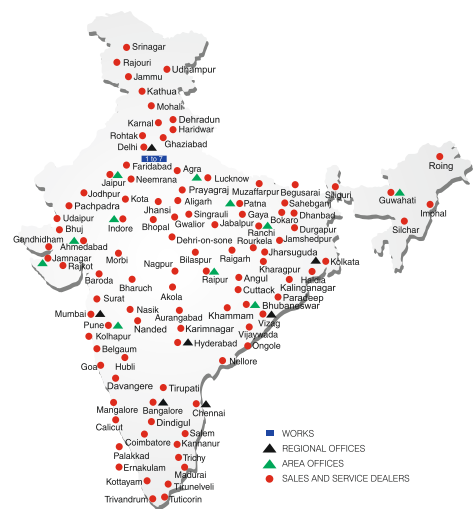 Srinagar
Rajouri
Udhampur
Jammu
Kathua
Mohali
Karnal
Dehradun
Haridwar
Rohtak
Delhi
Ghaziabad
1 to 7
Faridabad
Agra
Jaipur
Neemrana
Lucknow
Roing
Jodhpur
Prayagraj
Muzaffarpur
Begusarai
Siliguri
Guwahati
Pachpadra
Kota
Aligarh
Patna
Sahebganj
Imphal
Udaipur
Jhansi
Singrauli
Gaya
Bokaro
Dhanbad
Bhuj
Indore
Bhopal
Gwalior
Jabalpur
Ranchi
Durgapur
Silchar
Gandhidham
Ahmedabad
Dehri-on-sone
Rourkela
Jamshedpur
Jamnagar
Rajkot
Morbi
Bilaspur
Raigarh
Jharsuguda
Kolkata
Nagpur
Kharagpur
Baroda
Raipur
Angul
Haldia
Bharuch
Cuttack
Kalinganagar
Surat
Akola
Paradeep
Mumbai
Nasik
Khammam
Bhubaneswar
Pune
Nanded
Aurangabad
Vizag
Kolhapur
Karimnagar
Vijaywada
Belgaum
Hyderabad
Ongole
Goa
Hubli
Nellore
Davangere
Tirupati
Mangalore
Bangalore
Chennai
Calicut
Dindigul
Salem
Coimbatore
Kannanur
Palakkad
Trichy
Ernakulam
Madurai
Kottayam
Tirunelveli
Trivandrum
Tuticorin
WORKS
REGIONAL OFFICES
AREA OFFICES
SALES AND SERVICE DEALERS